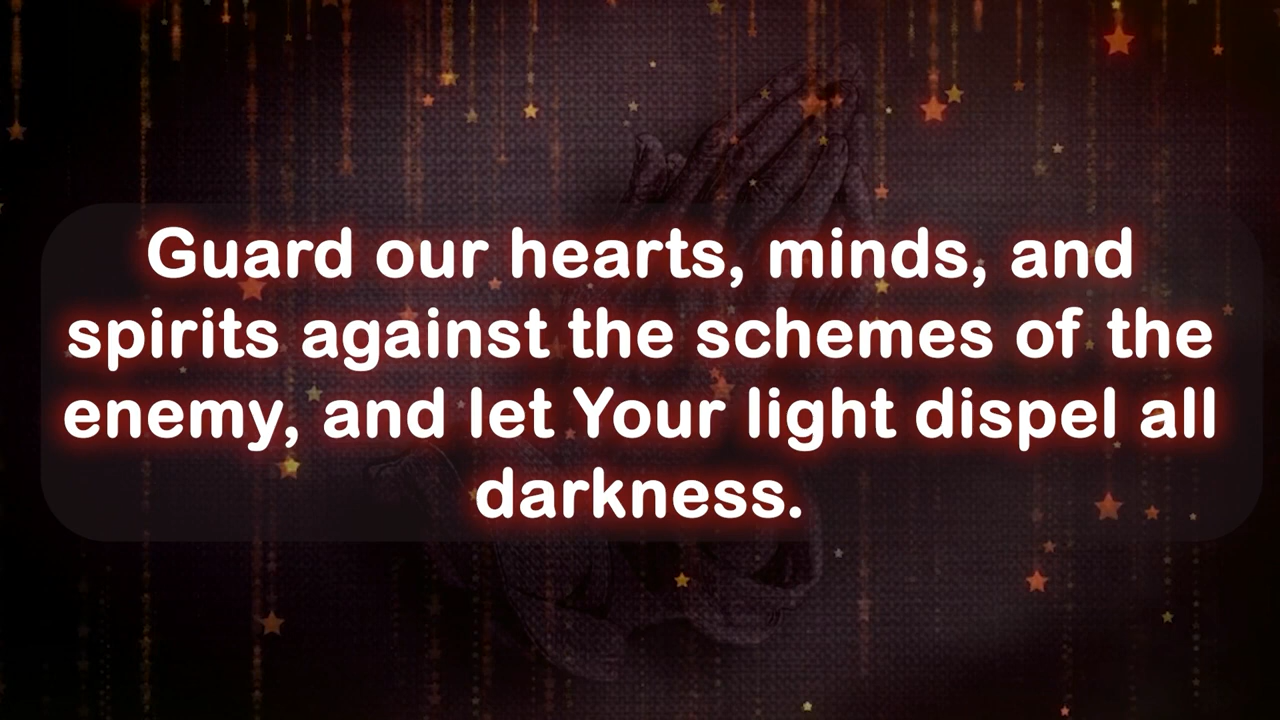 Guard our hearts, minds, and
spirits against the schemes of the
enemy, and let Your light dispel all
darkness.